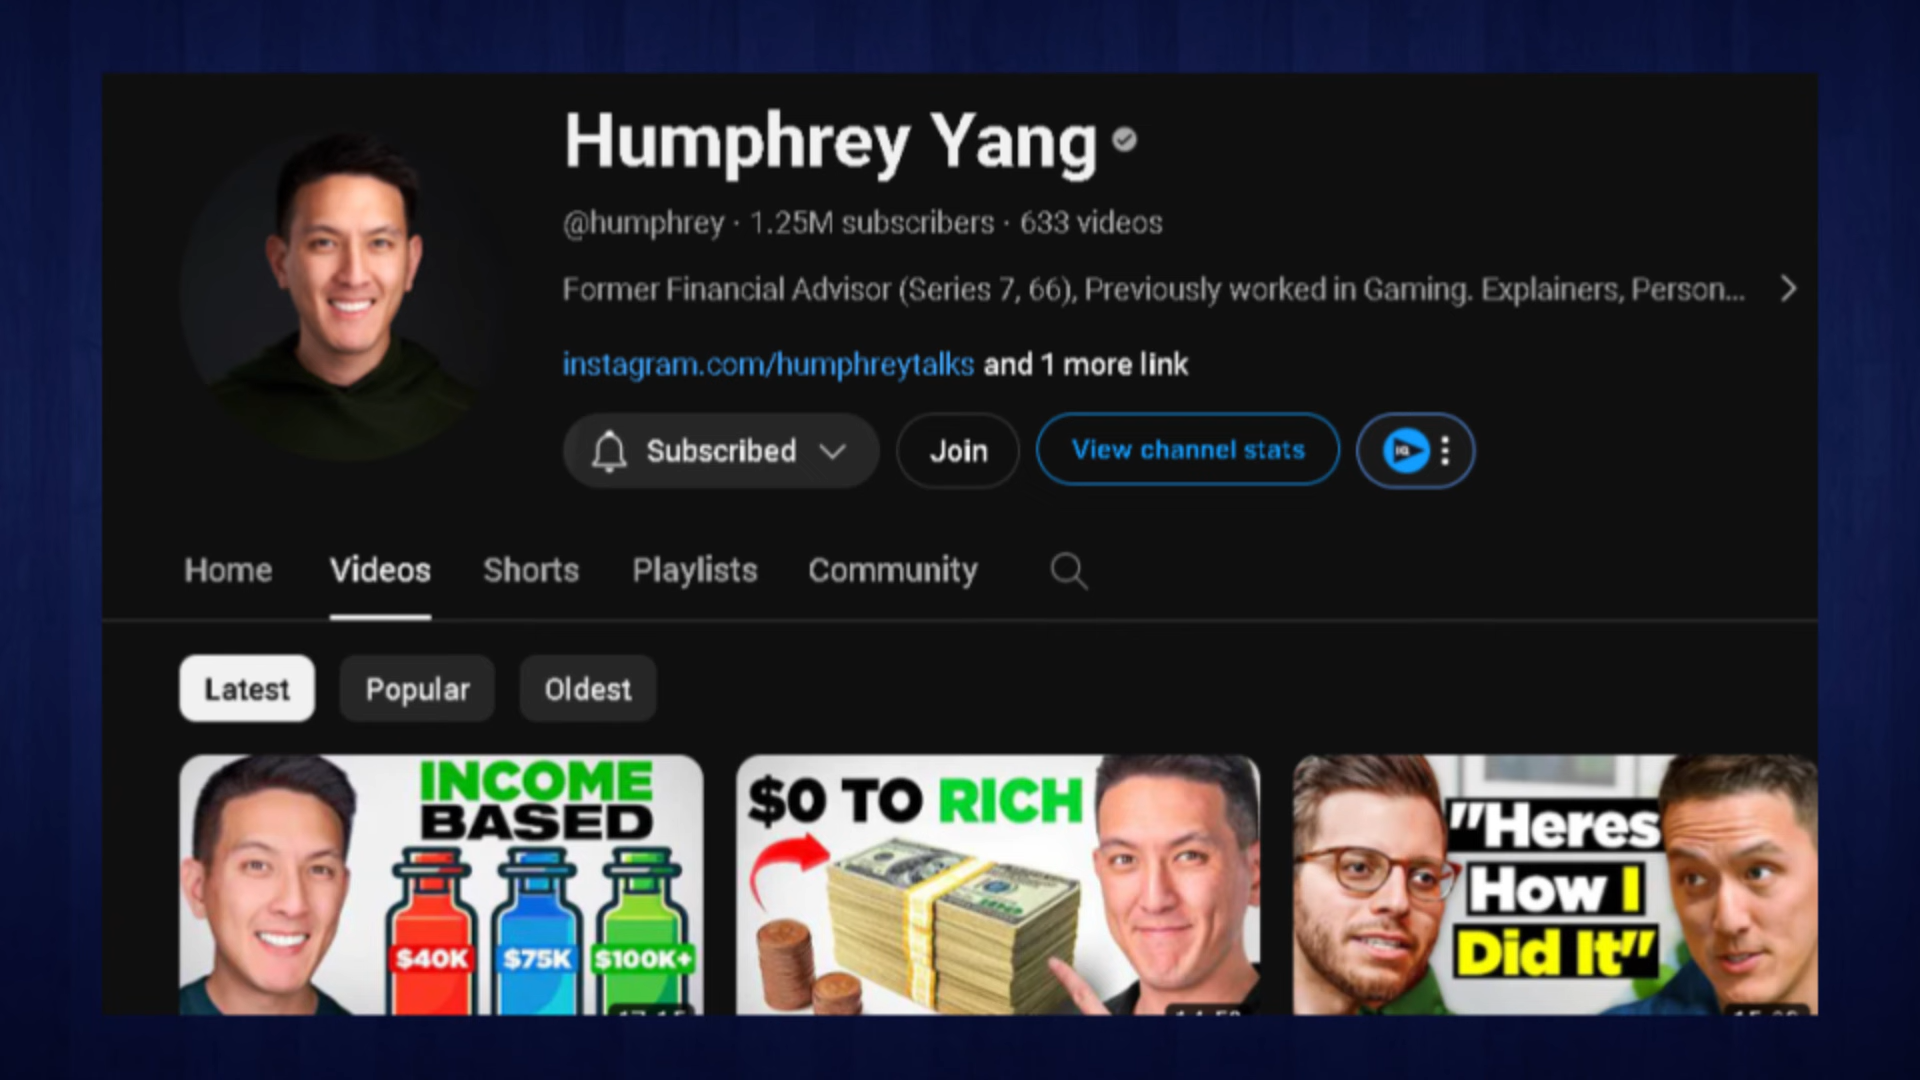 Humphrey Yang
@humphrey · 1.25M subscribers · 633 videos
Former Financial Advisor (Series 7, 66), Previously worked in Gaming. Explainers, Person...
instagram.com/humphreytalks and 1 more link
Subscribed
Join
View channel stats
IQ
Home
Videos
Shorts
Playlists
Community
Latest
Popular
Oldest
INCOME
BASED
$40K
$75K
$100K+
$0 TO RICH
100
"Heres
How I
Did It"